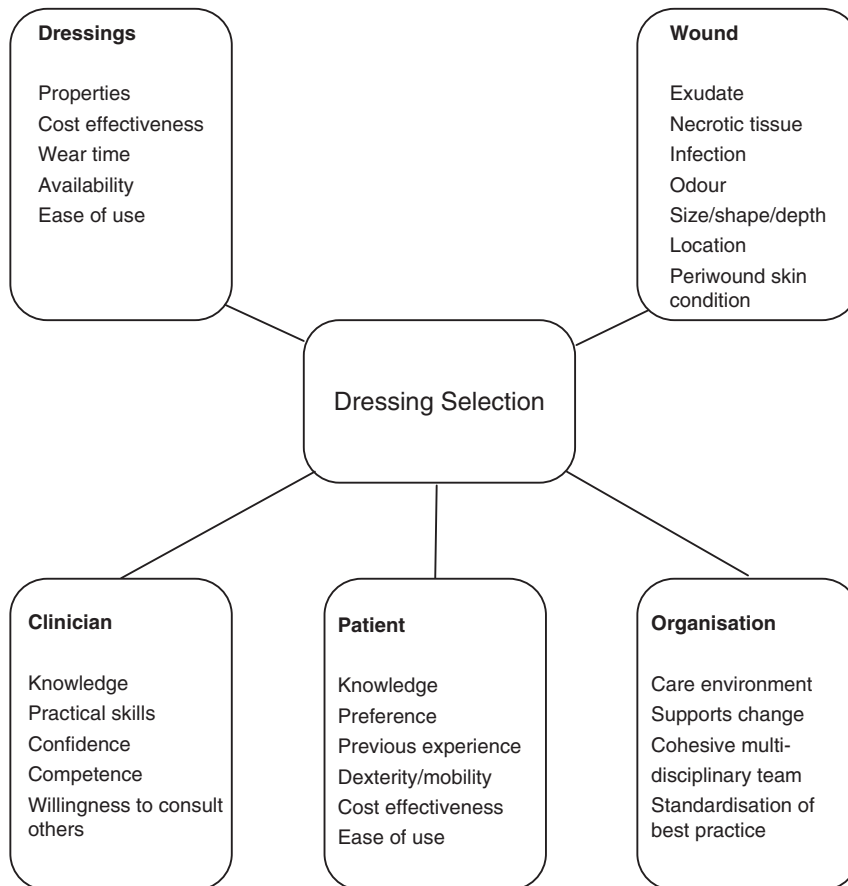 Dressings
Properties
Cost effectiveness
Wear time
Availability
Ease of use
Wound
Exudate
Necrotic tissue
Infection
Odour
Size/shape/depth
Location
Periwound skin
condition
Dressing Selection
Clinician
Knowledge
Practical skills
Confidence
Competence
Willingness to consult
others
Patient
Knowledge
Preference
Previous experience
Dexterity/mobility
Cost effectiveness
Ease of use
Organisation
Care environment
Supports change
Cohesive multi-
disciplinary team
Standardisation of
best practice